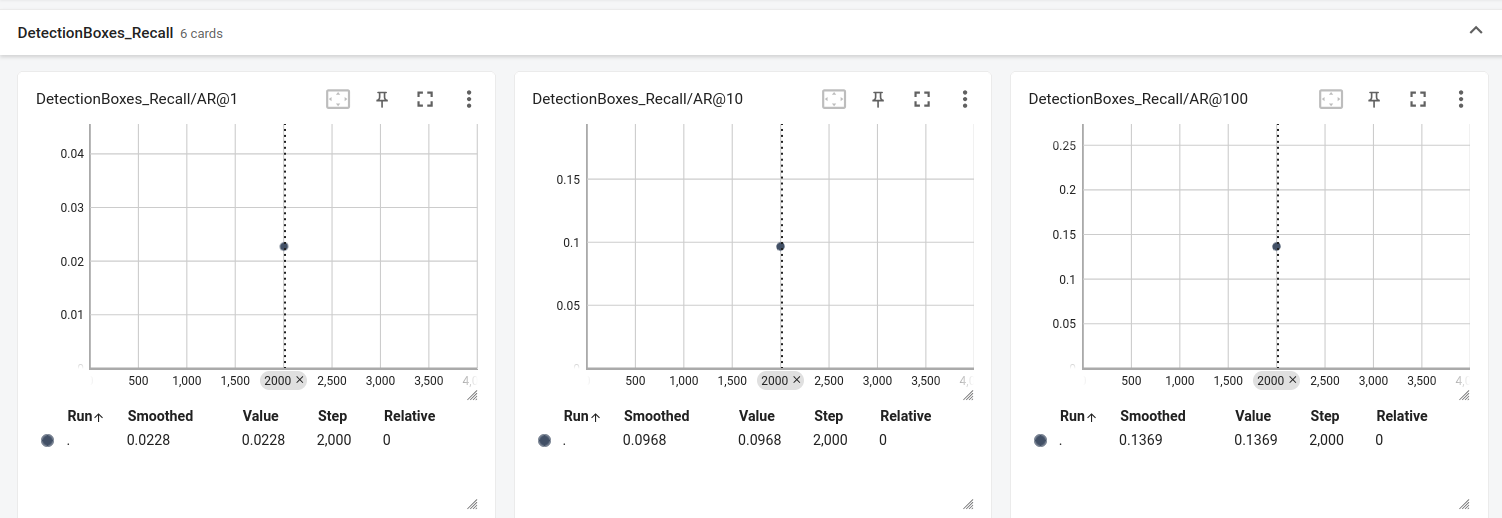 DetectionBoxes_Recall 6 cards
DetectionBoxes_Recall/AR@1
0.04
0.03
0.02
0.01
0
500 1,000 1,500 2000 × 2,500 3,000 3,500 4,0
Run↑ Smoothed Value Step Relative
. 0.0228 0.0228 2,000 0
DetectionBoxes_Recall/AR@10
0.15
0.1
0.05
0
500 1,000 1,500 2000 × 2,500 3,000 3,500 4,
Run↑ Smoothed Value Step Relative
. 0.0968 0.0968 2,000 0
DetectionBoxes_Recall/AR@100
0.25
0.2
0.15
0.1
0.05
0
500 1,000 1,500 2000 × 2,500 3,000 3,500 4,
Run↑ Smoothed Value Step Relative
. 0.1369 0.1369 2,000 0